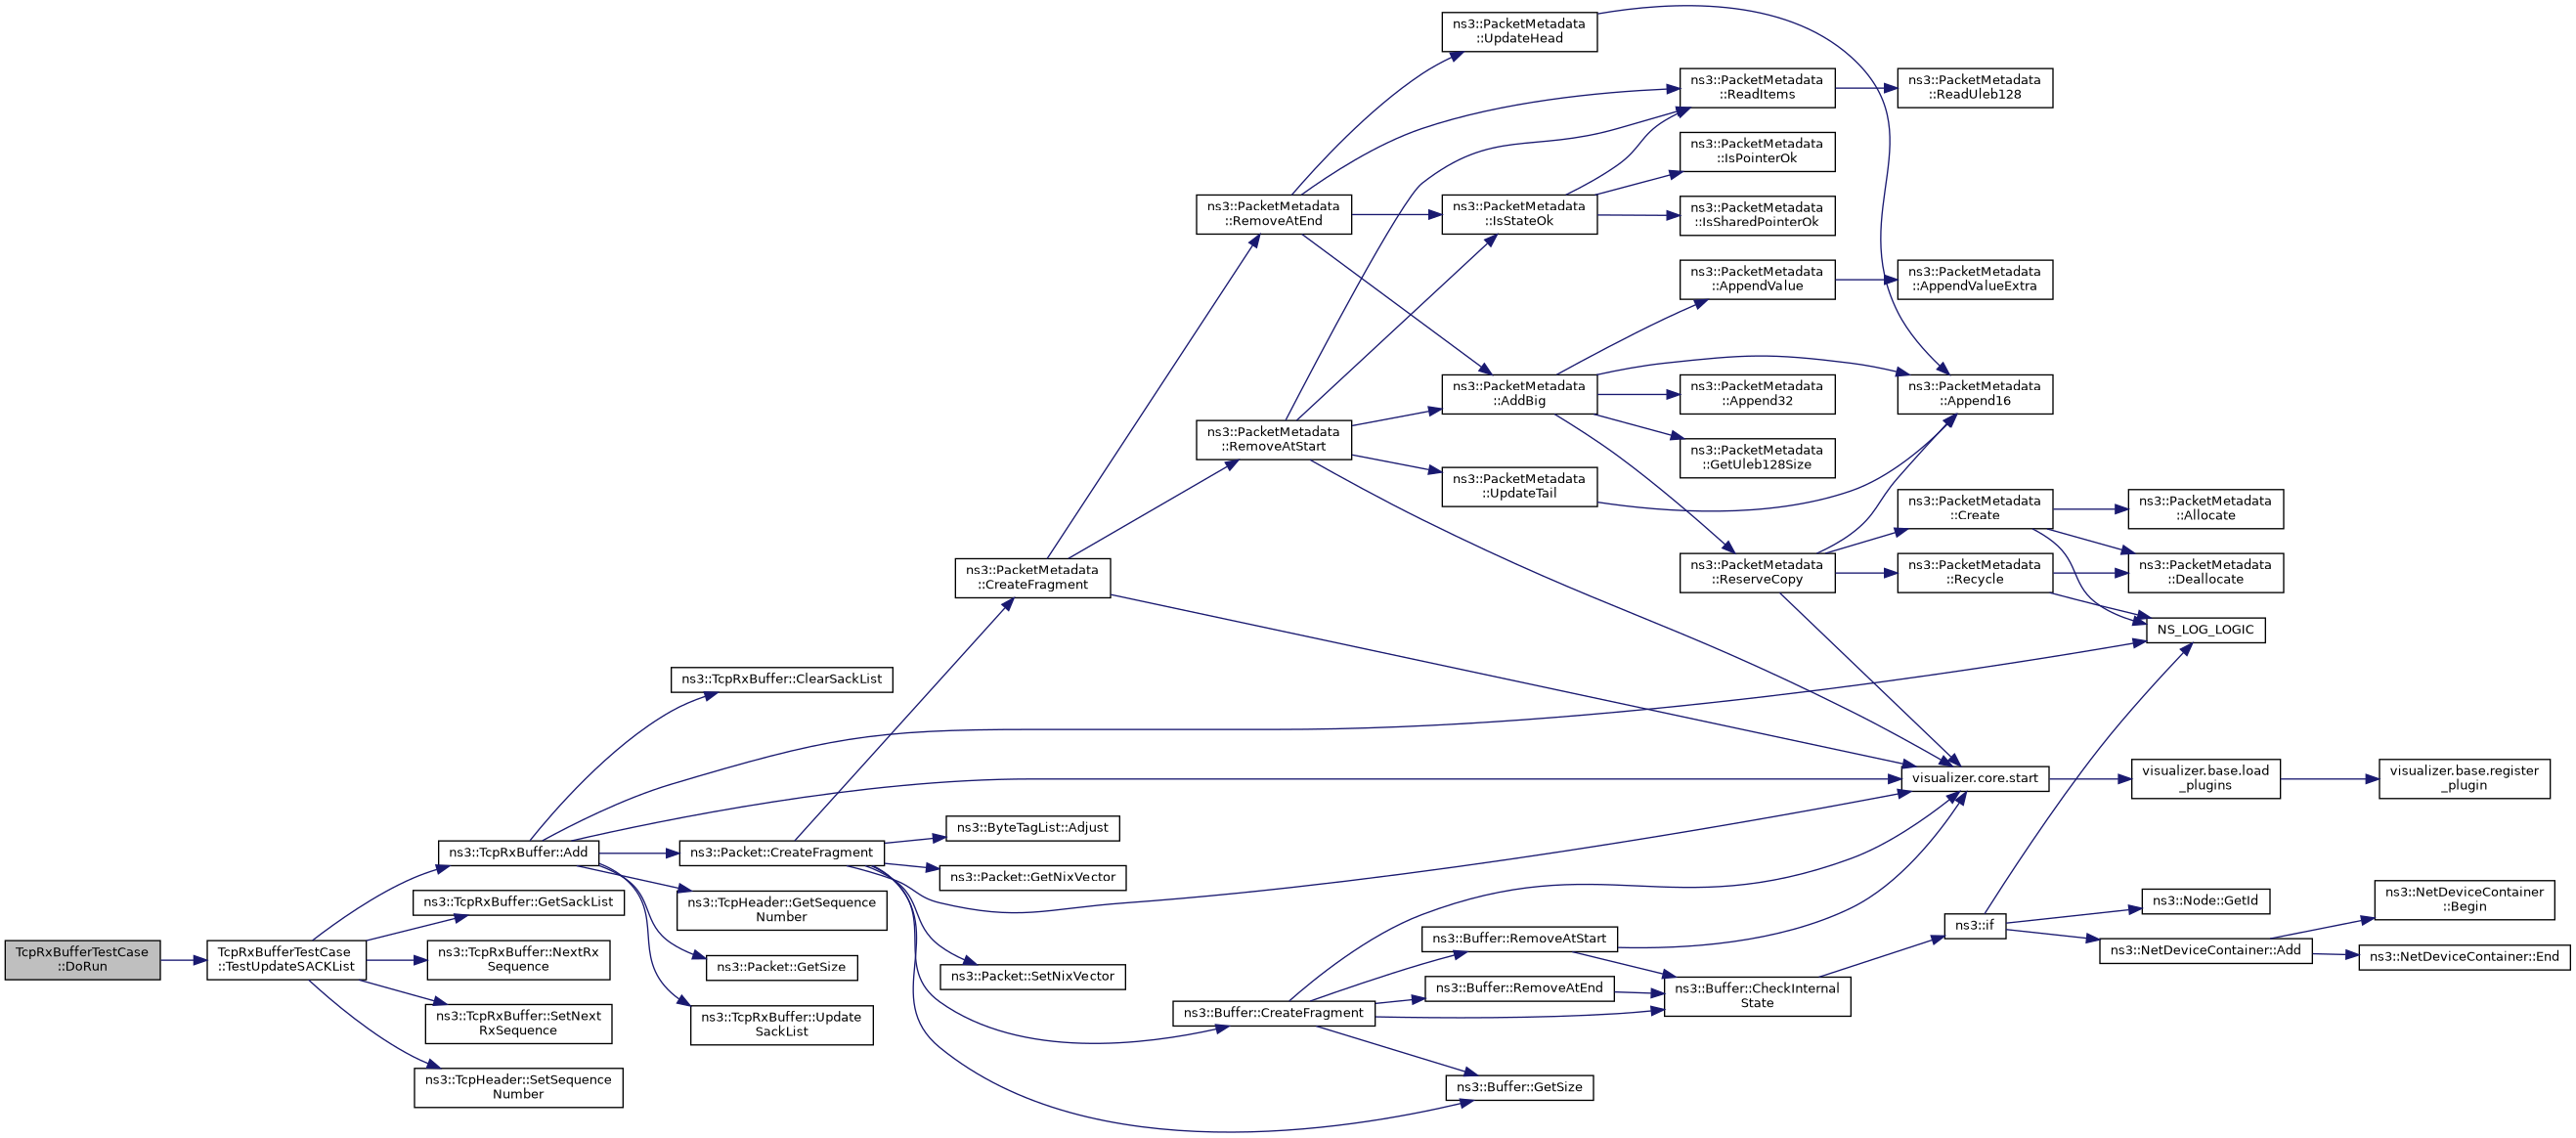 ns3::PacketMetadata
::UpdateHead
ns3::PacketMetadata
::ReadItems
ns3::PacketMetadata
::ReadUleb128
ns3::PacketMetadata
::IsPointerOk
ns3::PacketMetadata
::RemoveAtEnd
ns3::PacketMetadata
::IsStateOk
ns3::PacketMetadata
::IsSharedPointerOk
ns3::PacketMetadata
::AppendValue
ns3::PacketMetadata
::AppendValueExtra
ns3::PacketMetadata
::AddBig
ns3::PacketMetadata
::Append32
ns3::PacketMetadata
::Append16
ns3::PacketMetadata
::RemoveAtStart
ns3::PacketMetadata
::GetUleb128Size
ns3::PacketMetadata
::UpdateTail
ns3::PacketMetadata
::Create
ns3::PacketMetadata
::Allocate
ns3::PacketMetadata
::CreateFragment
ns3::PacketMetadata
::ReserveCopy
ns3::PacketMetadata
::Recycle
ns3::PacketMetadata
::Deallocate
NS_LOG_LOGIC
ns3::TcpRxBuffer::ClearSackList
visualizer.core.start
visualizer.base.load
_plugins
visualizer.base.register
_plugin
ns3::ByteTagList::Adjust
ns3::TcpRxBuffer::Add
ns3::Packet::CreateFragment
ns3::Packet::GetNixVector
ns3::TcpRxBuffer::GetSackList
ns3::TcpHeader::GetSequence
Number
ns3::Node::GetId
ns3::NetDeviceContainer
::Begin
ns3::if
ns3::Buffer::RemoveAtStart
ns3::NetDeviceContainer::Add
ns3::NetDeviceContainer::End
TcpRxBufferTestCase
::DoRun
TcpRxBufferTestCase
::TestUpdateSACKList
ns3::TcpRxBuffer::NextRx
Sequence
ns3::Packet::GetSize
ns3::Packet::SetNixVector
ns3::Buffer::RemoveAtEnd
ns3::Buffer::CheckInternal
State
ns3::Buffer::CreateFragment
ns3::TcpRxBuffer::SetNext
RxSequence
ns3::TcpRxBuffer::Update
SackList
ns3::TcpHeader::SetSequence
Number
ns3::Buffer::GetSize